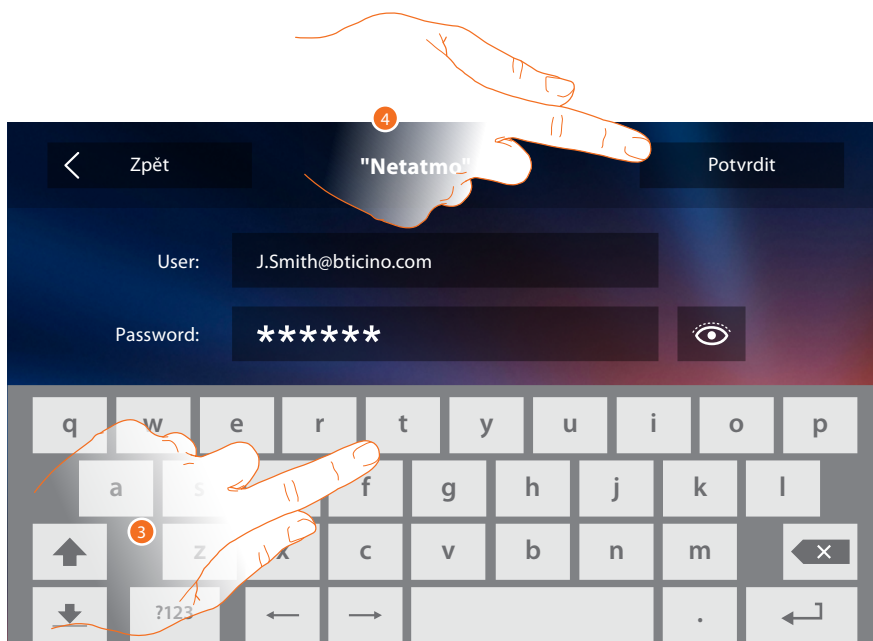 4
Zpět "Netatmo" Potvrdit
User: J.Smith@bticino.com
Password: ******
q w e r t y u i o p
a s f g h j k l
3
z x c v b n m
?123 ← → .